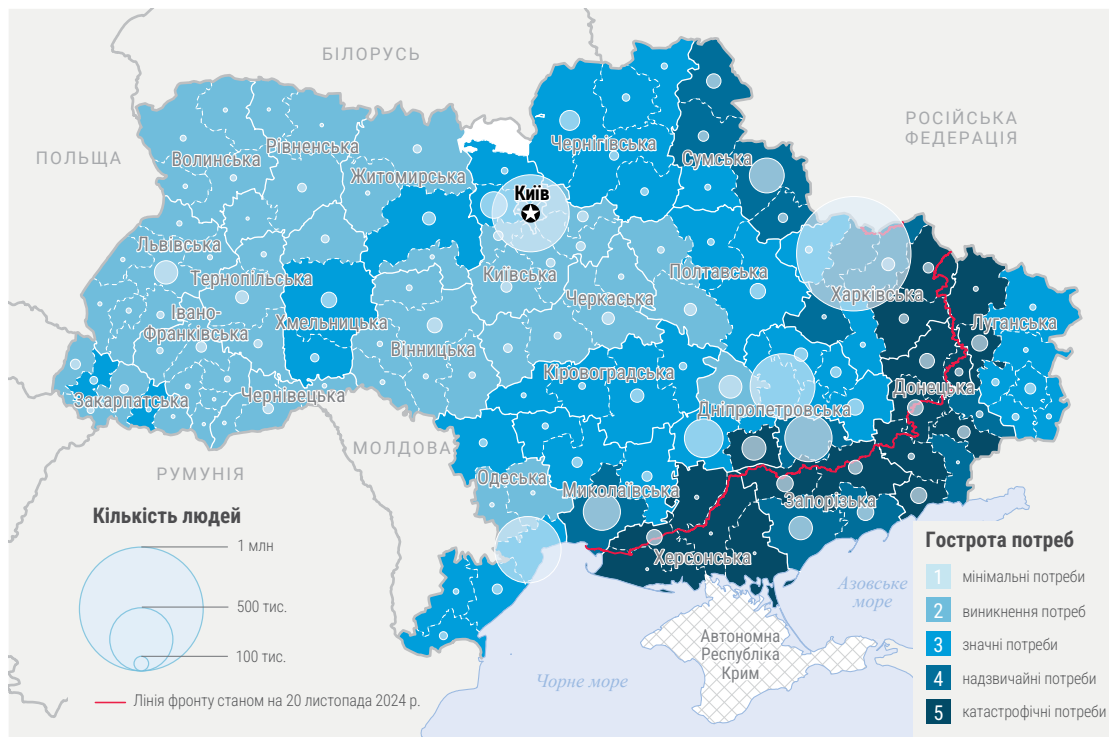 БІЛОРУСЬ
РОСІЙСЬКА
ФЕДЕРАЦІЯ
ПОЛЬЩА
Волинська
Рівненська
Житомирська
Чернігівська
Сумська
Київ
Львівська
Тернопільська
Івано-
Франківська
Хмельницька
Київська
Черкаська
Полтавська
Харківська
Луганська
Вінницька
Закарпатська
Чернівецька
Кіровоградська
Дніпропетровська
Донецька
МОЛДОВА
РУМУНІЯ
Одеська
Миколаївська
Запорізька
Херсонська
Автономна
Республіка
Крим
Азовське
море
Чорне море
Кількість людей
1 млн
500 тис.
100 тис.
Лінія фронту станом на 20 листопада 2024 р.
Гострота потреб
1 мінімальні потреби
2 виникнення потреб
3 значні потреби
4 надзвичайні потреби
5 катастрофічні потреби